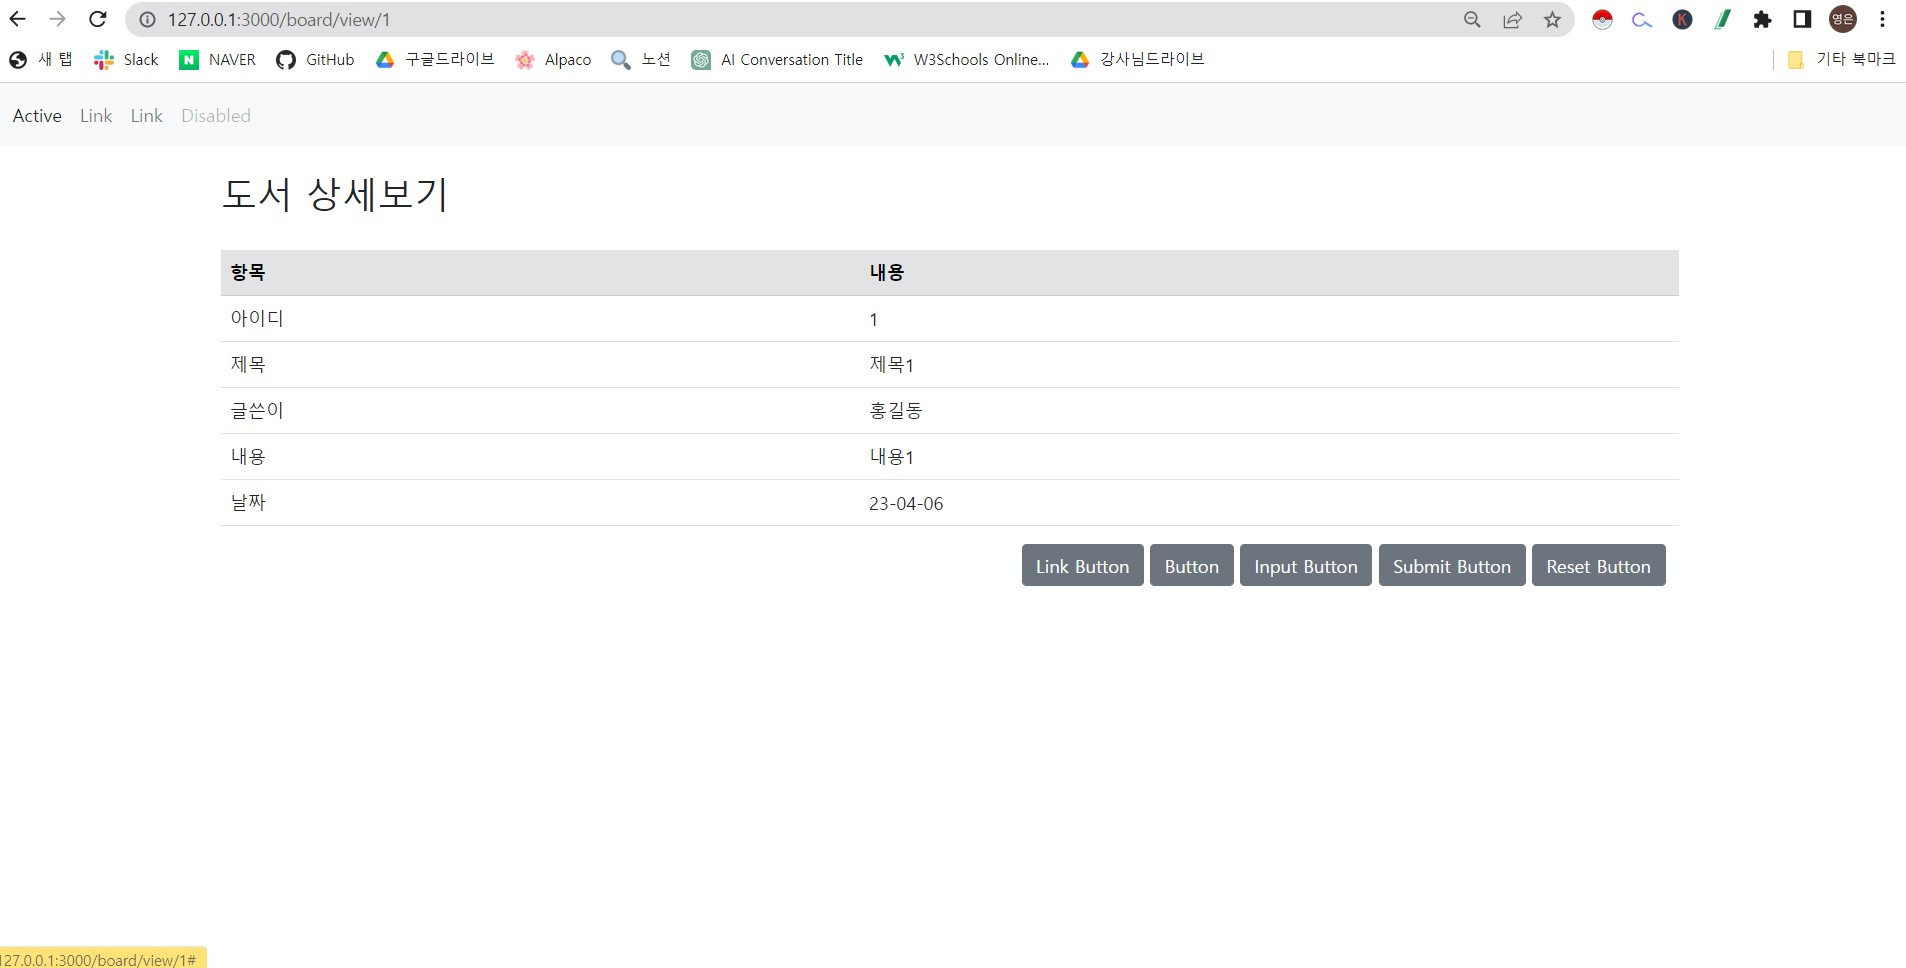 127.0.0.1:3000/board/view/1
영은
새 탭 Slack NAVER GitHub 구글드라이브 Alpaco 노션 AI Conversation Title W3Schools Online... 강사님드라이브 기타 북마크
Active Link Link Disabled
도서 상세보기
항목 내용
아이디 1
제목 제목1
글쓴이 홍길동
내용 내용1
날짜 23-04-06
Link Button Button Input Button Submit Button Reset Button
127.0.0.1:3000/board/view/1#